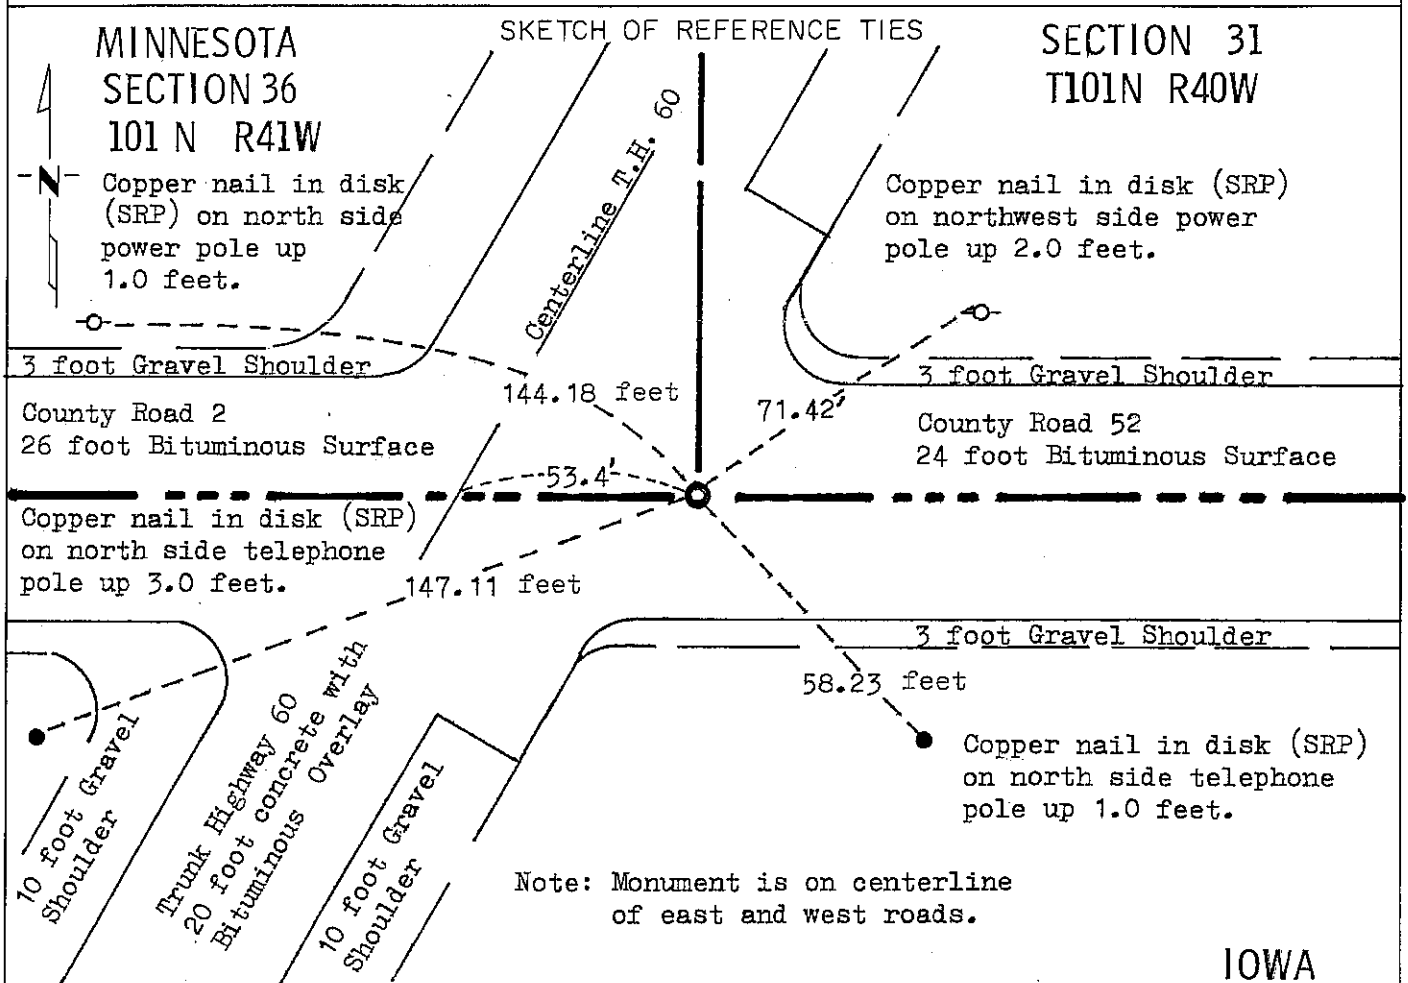 SKETCH OF REFERENCE TIES
MINNESOTA
SECTION 36
101 N R41W
SECTION 31
T101N R40W
N
Copper nail in disk
(SRP) on north side
power pole up
1.0 feet.
Centerline T.H. 60
Copper nail in disk (SRP)
on northwest side power
pole up 2.0 feet.
3 foot Gravel Shoulder
3 foot Gravel Shoulder
144.18 feet
71.42'
County Road 2
26 foot Bituminous Surface
County Road 52
24 foot Bituminous Surface
53.4'
Copper nail in disk (SRP)
on north side telephone
pole up 3.0 feet.
147.11 feet
3 foot Gravel Shoulder
58.23 feet
10 foot Gravel
Shoulder
Trunk Highway 60
20 foot concrete with
Bituminous Overlay
10 foot Gravel
Shoulder
Copper nail in disk (SRP)
on north side telephone
pole up 1.0 feet.
Note: Monument is on centerline
of east and west roads.
IOWA